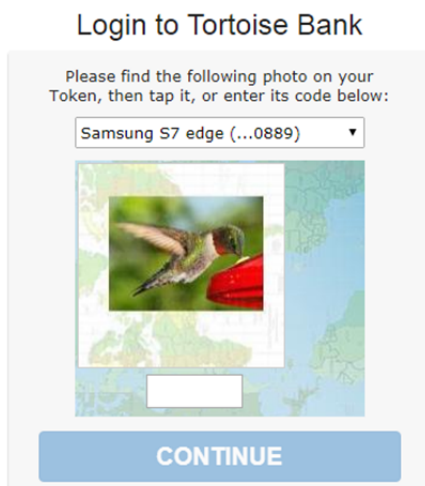 Login to Tortoise Bank
Please find the following photo on your
Token, then tap it, or enter its code below:
Samsung S7 edge (...0889)
CONTINUE